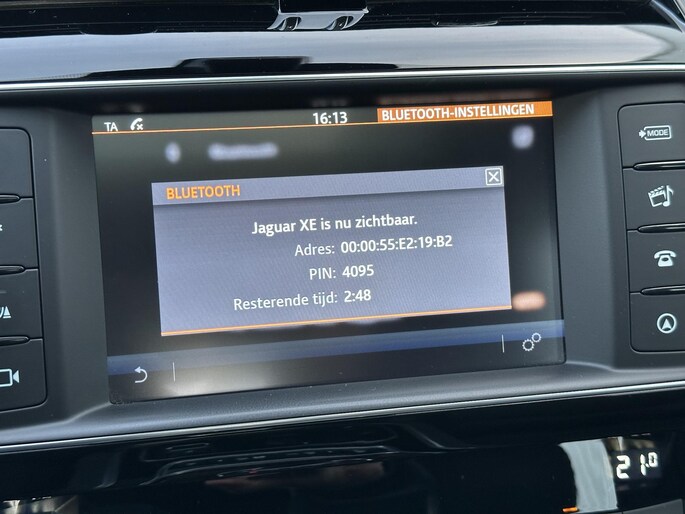 TA 16:13 BLUETOOTH-INSTELLINGEN
MODE
Bluetooth
BLUETOOTH
Jaguar XE is nu zichtbaar.
Adres: 00:00:55:E2:19:B2
PIN: 4095
Resterende tijd: 2:48
21.0